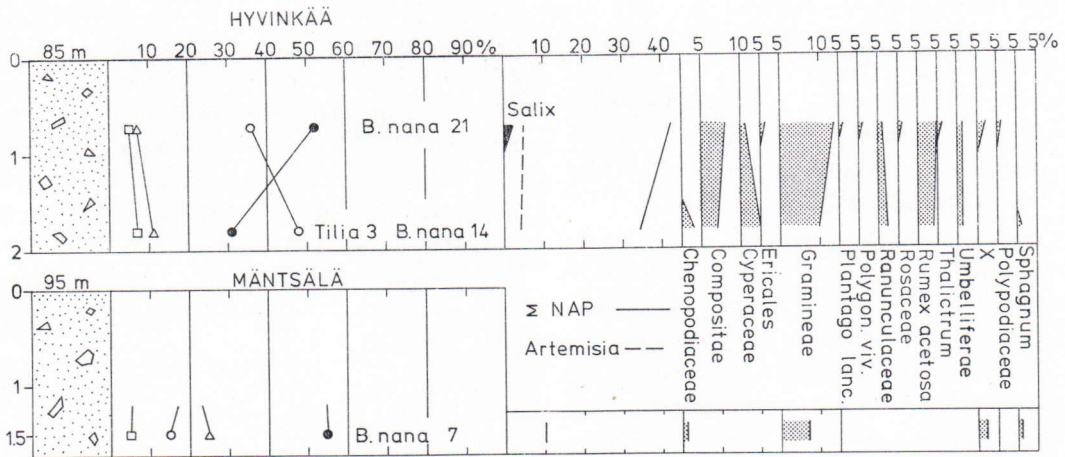 HYVINKÄÄ
0 85 m 10 20 30 40 50 60 70 80 90 % 10 20 30 40 5 5 10 5 5 10 5 5 5 5 5 5 5 5 5 5%
Salix
B. nana 21
1
Tilia 3 B. nana 14
2
MÄNTSÄLÄ
0 95 m
Σ NAP
Artemisia
Chenopodiaceae
Compositae
Cyperaceae
Ericales
Gramineae
Plantago lanc.
Polygon. viv.
Ranunculaceae
Rosaceae
Rumex acetosa
Thalictrum
Umbelliferae
X
Polypodiaceae
Sphagnum
1
1.5
B. nana 7